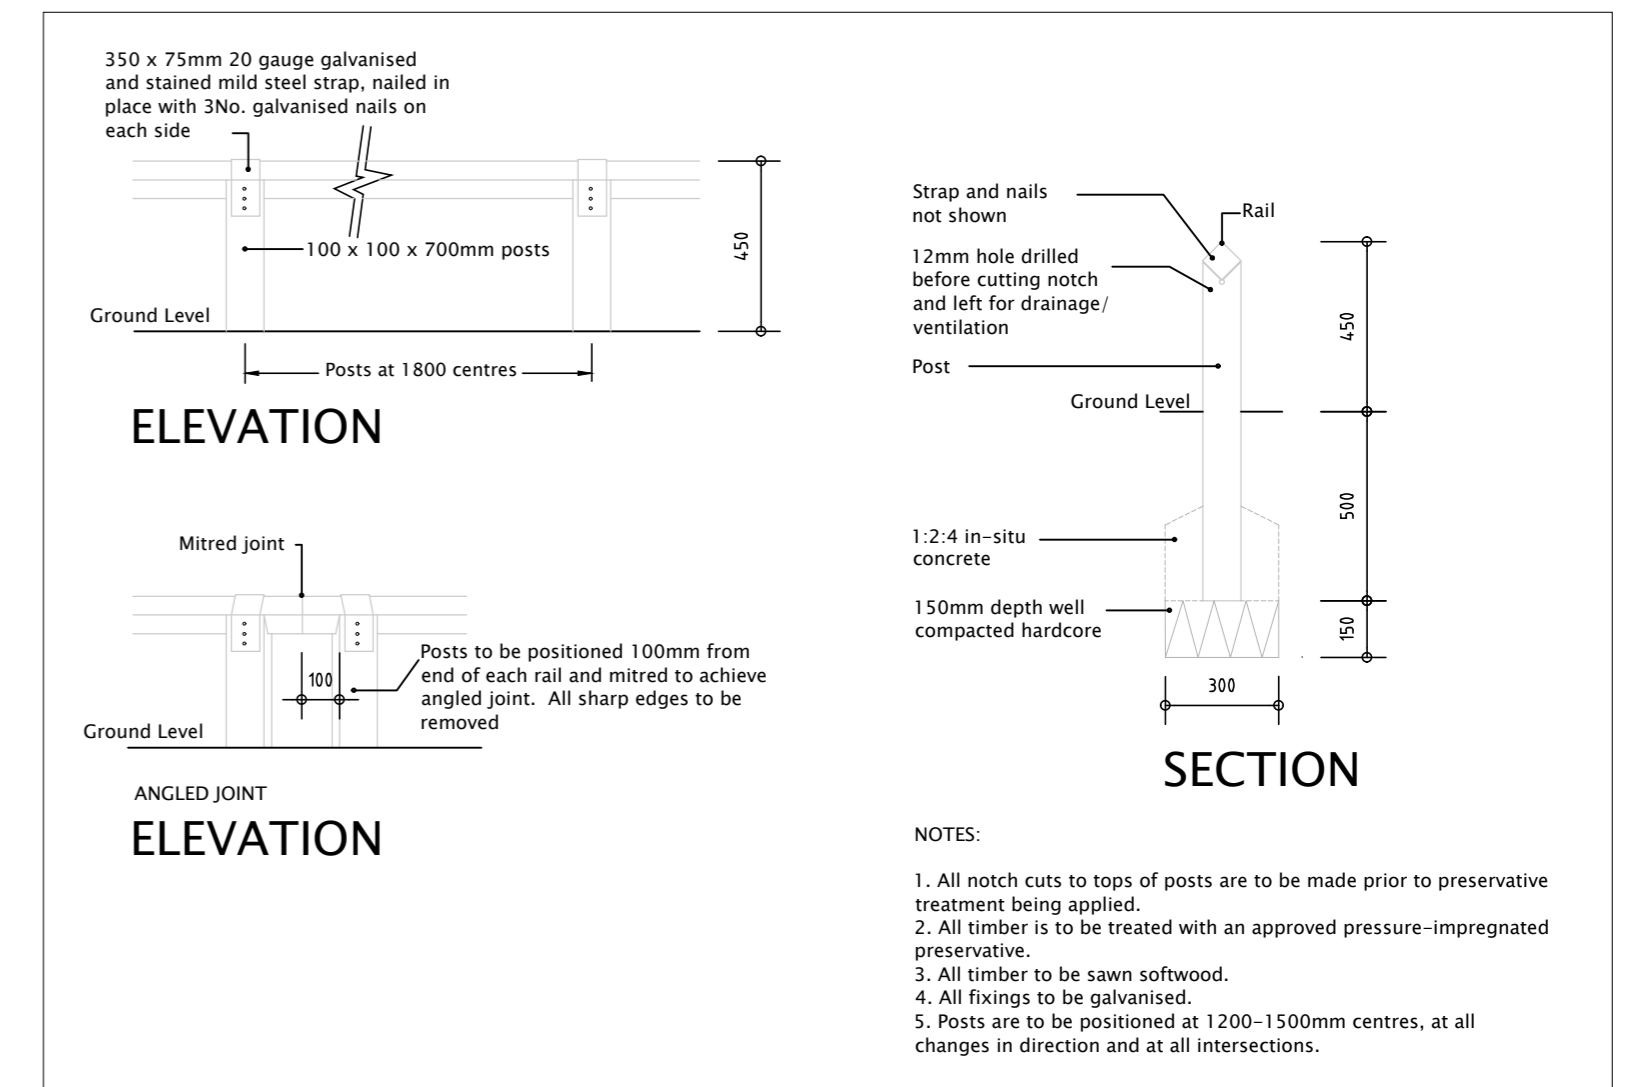 350 x 75mm 20 gauge galvanised
and stained mild steel strap, nailed in
place with 3No. galvanised nails on
each side
450
100 x 100 x 700mm posts
Ground Level
Posts at 1800 centres
ELEVATION
Mitred joint
100
Posts to be positioned 100mm from
end of each rail and mitred to achieve
angled joint.  All sharp edges to be
removed
Ground Level
ANGLED JOINT
ELEVATION
Strap and nails
not shown
Rail
12mm hole drilled
before cutting notch
and left for drainage/
ventilation
450
Post
Ground Level
500
1:2:4 in-situ
concrete
150mm depth well
compacted hardcore
150
300
SECTION
NOTES:
1. All notch cuts to tops of posts are to be made prior to preservative
treatment being applied.
2. All timber is to be treated with an approved pressure-impregnated
preservative.
3. All timber to be sawn softwood.
4. All fixings to be galvanised.
5. Posts are to be positioned at 1200-1500mm centres, at all
changes in direction and at all intersections.